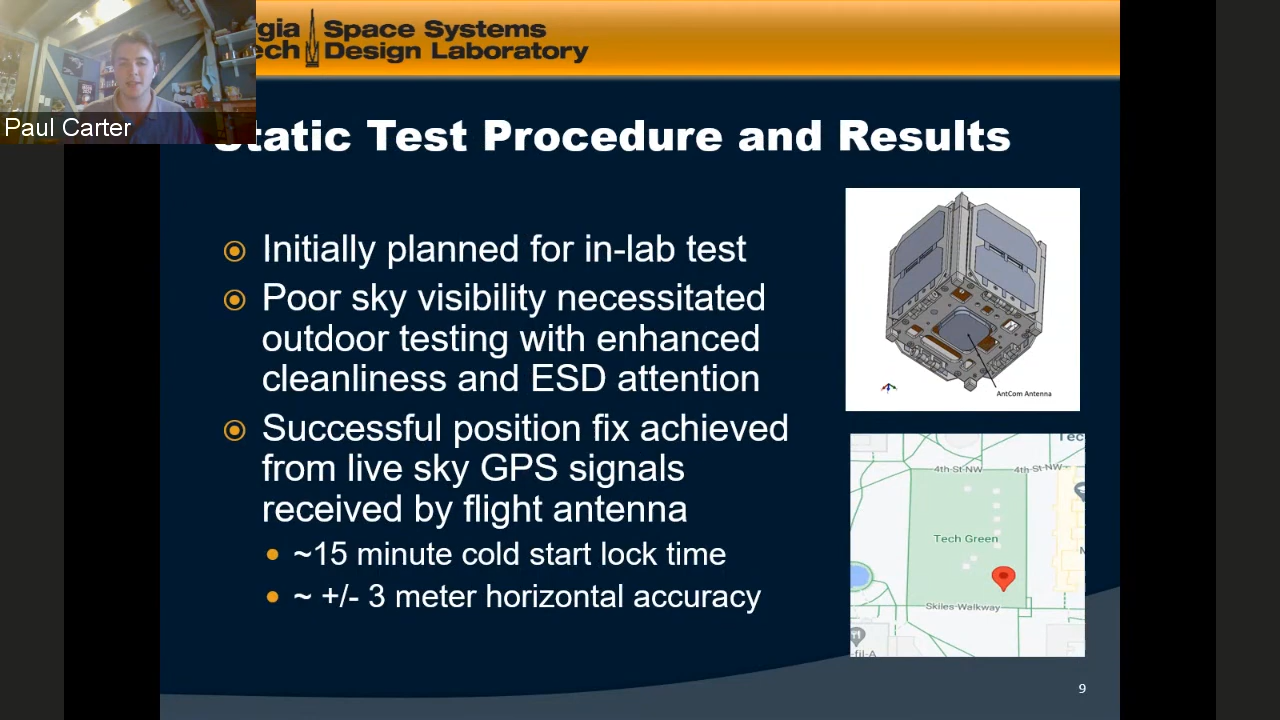 gia Space Systems
ech Design Laboratory
Paul Carter
Static Test Procedure and Results
Initially planned for in-lab test
Poor sky visibility necessitated
outdoor testing with enhanced
cleanliness and ESD attention
Successful position fix achieved
from live sky GPS signals
received by flight antenna
~15 minute cold start lock time
~ +/- 3 meter horizontal accuracy
AntCom Antenna
Tec
4th St NW 4th St NW
Tech Green
Skiles Walkway
fil-A
9